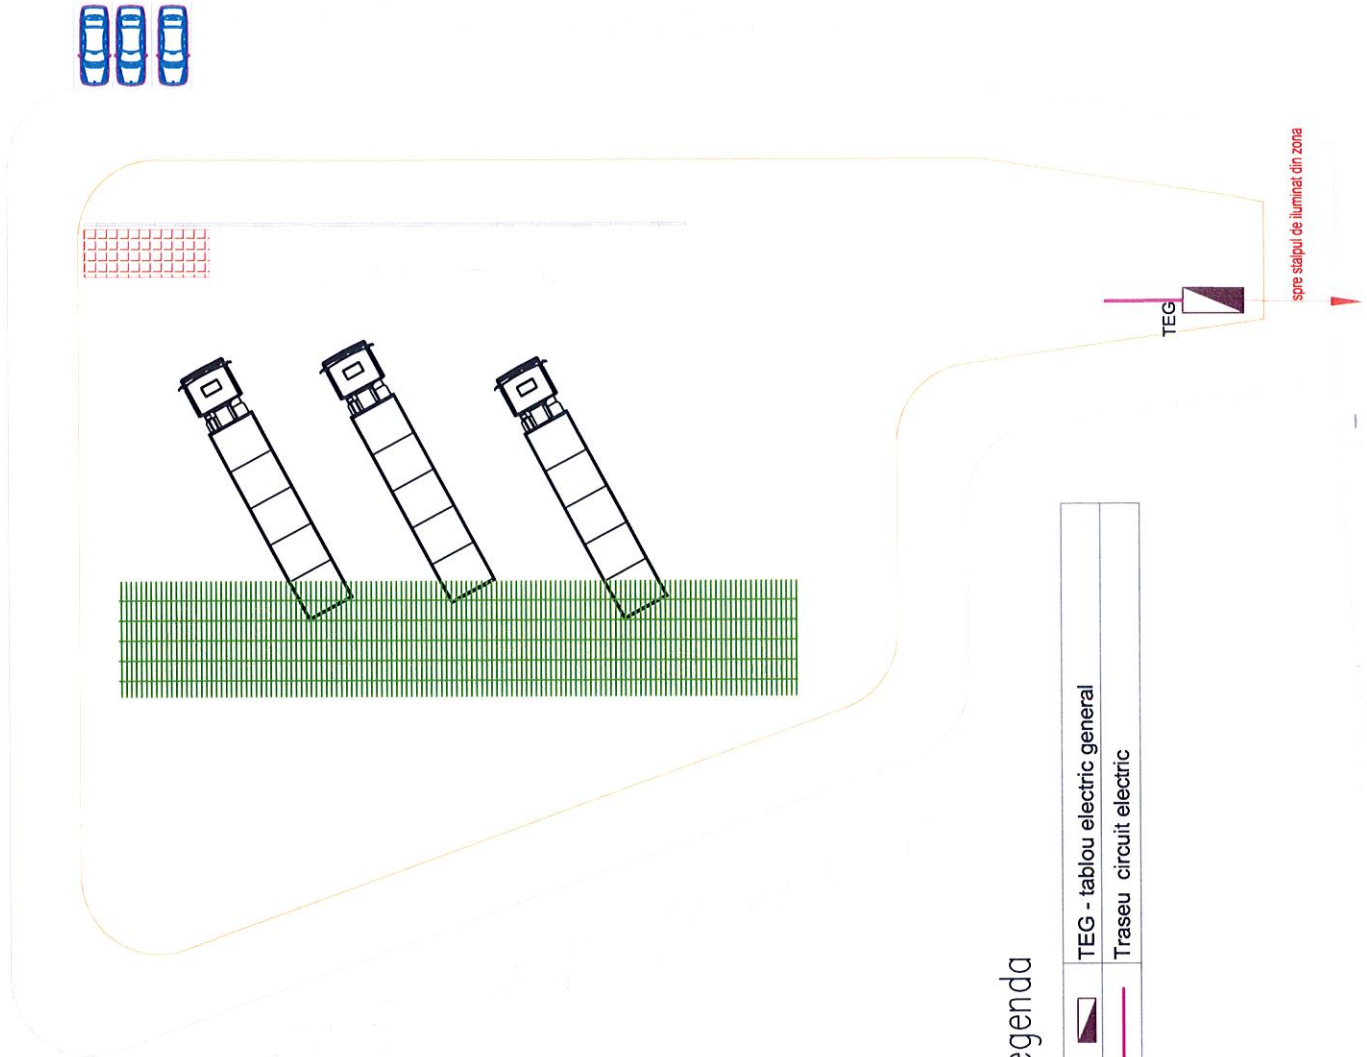 spre stalpul de iluminat din zona
TEG
egenda
TEG - tablou electric general
Traseu circuit electric